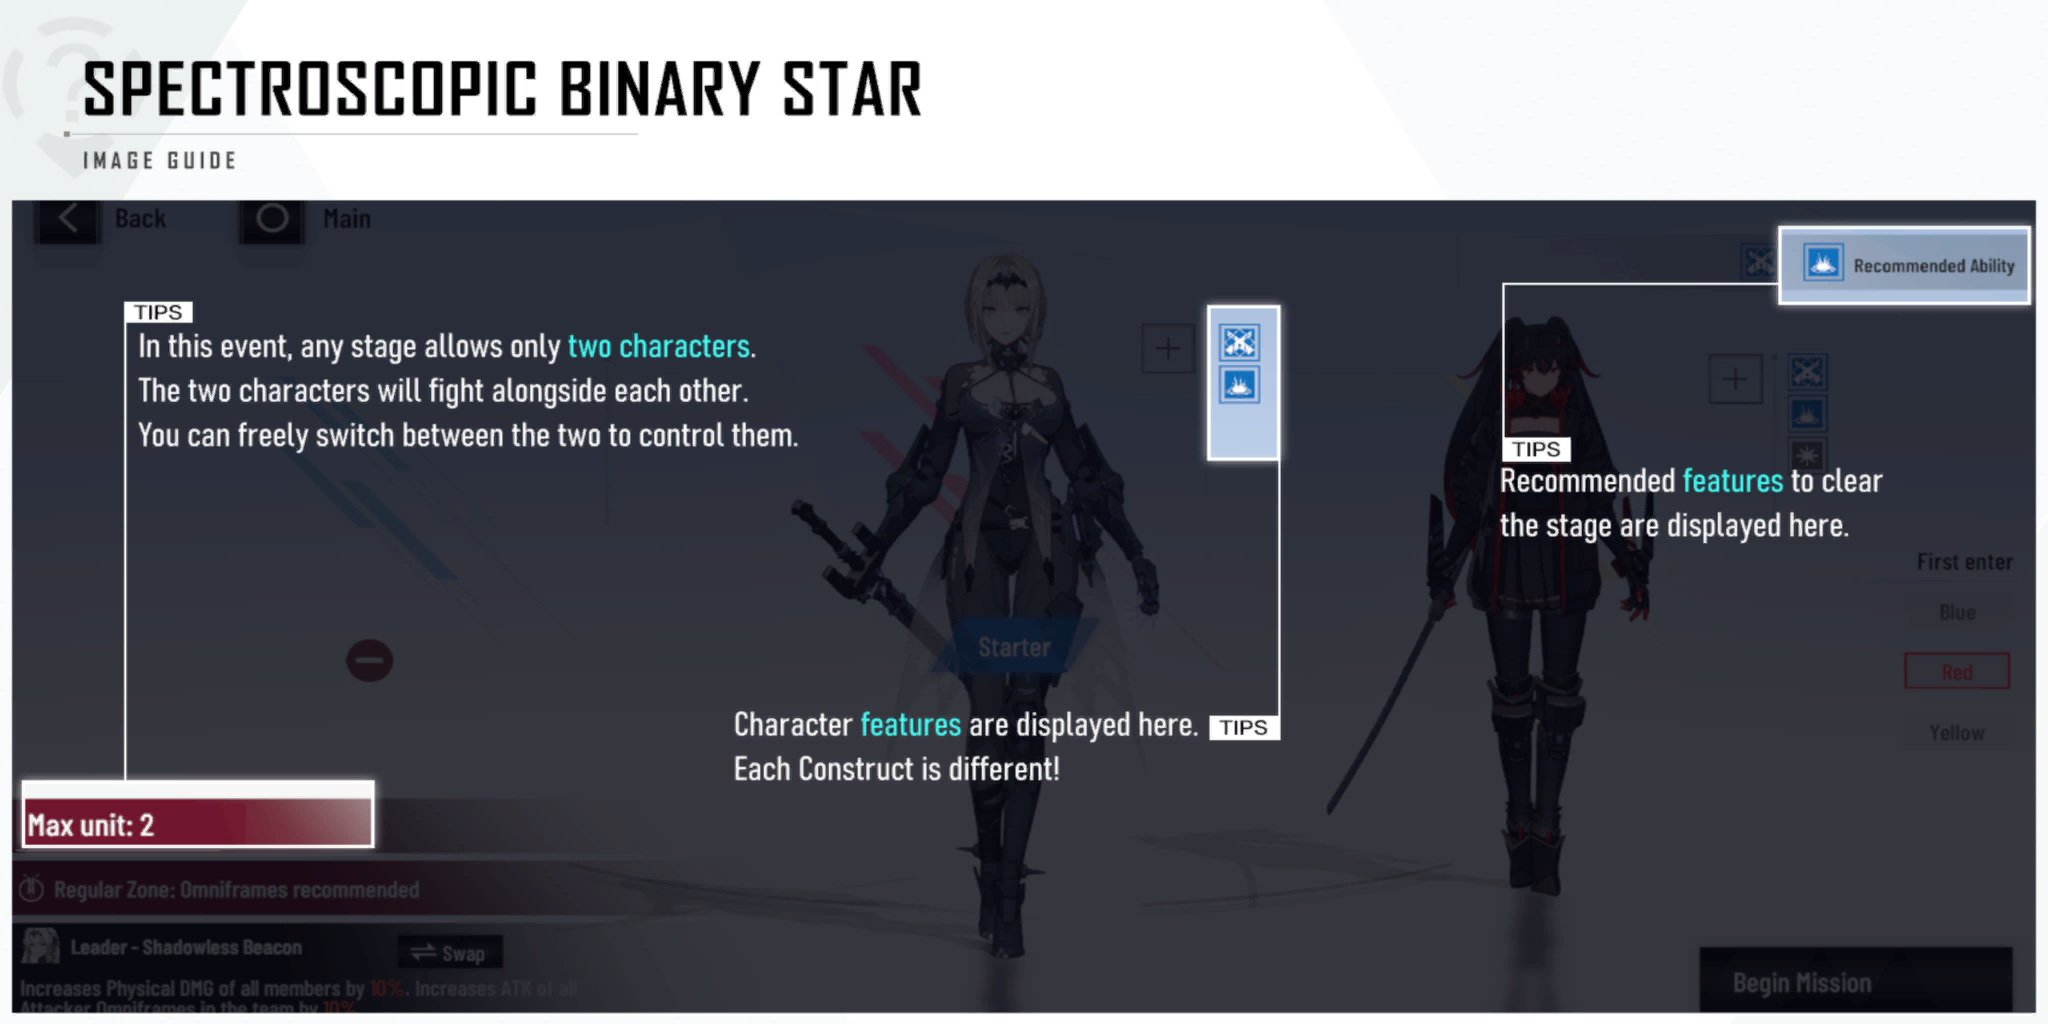 SPECTROSCOPIC BINARY STAR
IMAGE GUIDE
Back
Main
Recommended Ability
TIPS
In this event, any stage allows only two characters.
The two characters will fight alongside each other.
You can freely switch between the two to control them.
TIPS
Recommended features to clear
the stage are displayed here.
First enter
Blue
Red
Yellow
Starter
Character features are displayed here.
TIPS
Each Construct is different!
Max unit: 2
Regular Zone: Omniframes recommended
Leader - Shadowless Beacon
Swap
Increases Physical DMG of all members by 10%. Increases ATK of all
Attacker Omniframes in the team by 10%.
Begin Mission